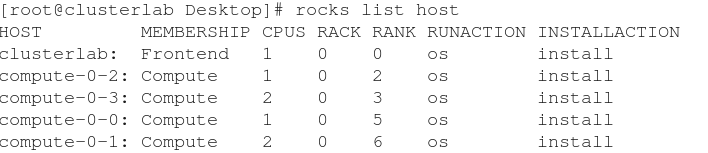 [root@clusterlab Desktop]# rocks list host
HOST MEMBERSHIP CPUS RACK RANK RUNACTION INSTALLACTION
clusterlab: Frontend 1 0 0 os install
compute-0-2: Compute 1 0 2 os install
compute-0-3: Compute 2 0 3 os install
compute-0-0: Compute 1 0 5 os install
compute-0-1: Compute 2 0 6 os install